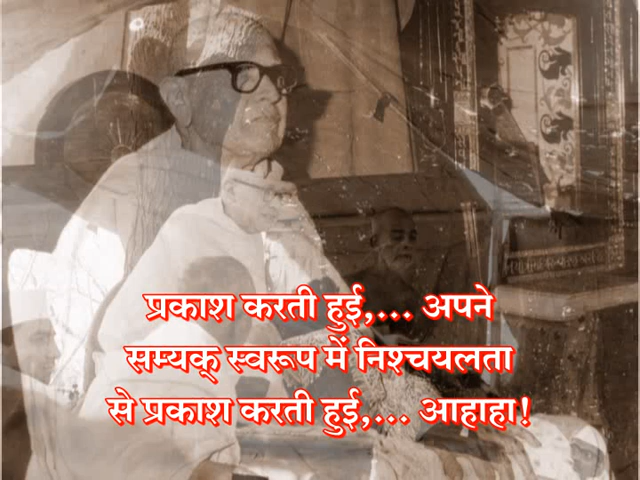 प्रकाश करती हुई,... अपने
सम्यक् स्वरूप में निश्चयलता
से प्रकाश करती हुई,... आहाहा!